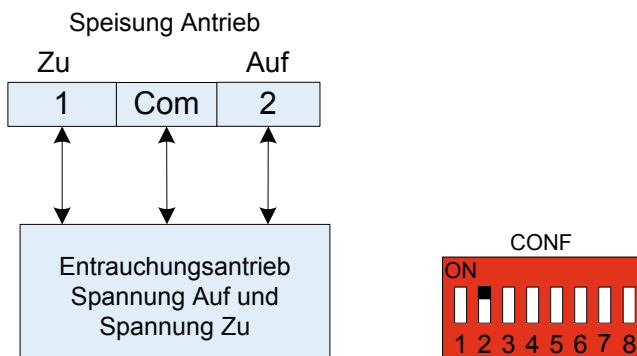 Speisung Antrieb
Zu Auf
1 Com 2
Entrauchungsantrieb
Spannung Auf und
Spannung Zu
CONF
ON
1 2 3 4 5 6 7 8